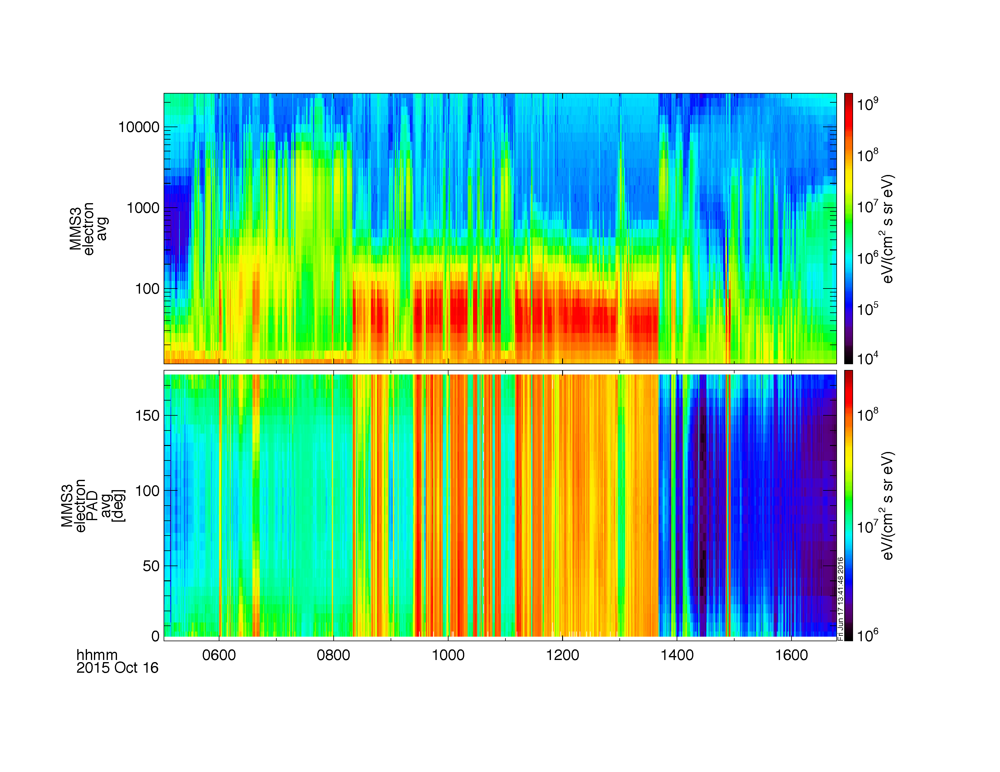 10000
1000
100
MMS3
electron
avg
10⁹
10⁸
10⁷
10⁶
10⁵
10⁴
eV/(cm² s sr eV)
150
100
50
0
MMS3
electron
PAD
avg
[deg]
10⁸
10⁷
10⁶
eV/(cm² s sr eV)
Fri Jun 17 13:41:48 2016
hhmm
2015 Oct 16
0600
0800
1000
1200
1400
1600